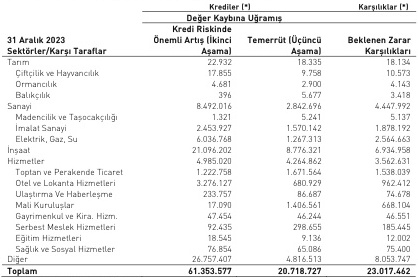 Krediler (*) Karşılıklar (*)
Değer Kaybına Uğramış
Kredi Riskinde
31 Aralık 2023 Önemli Artış (İkinci Temerrüt (Üçüncü Beklenen Zarar
Sektörler/Karşı Taraflar Aşama) Aşama) Karşılıkları
Tarım 22.932 18.335 18.134
Çiftçilik ve Hayvancılık 17.855 9.758 10.573
Ormancılık 4.681 2.900 4.143
Balıkçılık 396 5.677 3.418
Sanayi 8.492.016 2.842.696 4.447.992
Madencilik ve Taşocakçılığı 1.321 5.241 5.137
İmalat Sanayi 2.453.927 1.570.142 1.878.192
Elektrik, Gaz, Su 6.036.768 1.267.313 2.564.663
İnşaat 21.096.202 8.776.321 6.934.958
Hizmetler 4.985.020 4.264.862 3.562.631
Toptan ve Perakende Ticaret 1.222.758 1.671.564 1.538.039
Otel ve Lokanta Hizmetleri 3.276.127 680.929 962.412
Ulaştırma Ve Haberleşme 233.757 86.687 74.678
Mali Kuruluşlar 17.090 1.406.561 668.104
Gayrimenkul ve Kira. Hizm. 47.454 46.244 46.551
Serbest Meslek Hizmetleri 92.435 298.655 185.445
Eğitim Hizmetleri 18.545 9.136 12.002
Sağlık ve Sosyal Hizmetler 76.854 65.086 75.400
Diğer 26.757.407 4.816.513 8.053.747
Toplam 61.353.577 20.718.727 23.017.462